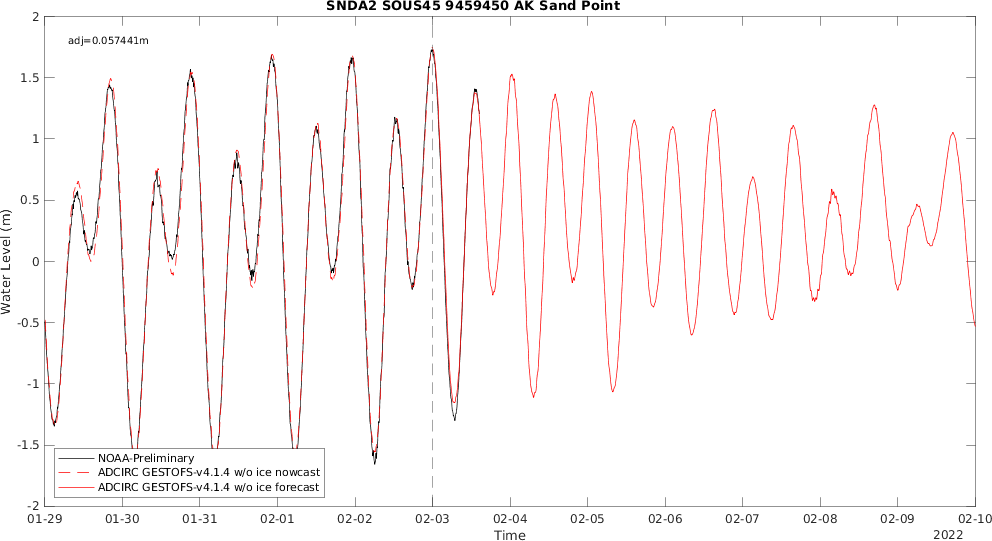 SNDA2 SOUS45 9459450 AK Sand Point
adj=0.057441m
2
1.5
1
0.5
0
-0.5
-1
-1.5
-2
Water Level (m)
NOAA-Preliminary
ADCIRC GESTOFS-v4.1.4 w/o ice nowcast
ADCIRC GESTOFS-v4.1.4 w/o ice forecast
01-29 01-30 01-31 02-01 02-02 02-03 02-04 02-05 02-06 02-07 02-08 02-09 02-10
Time
2022